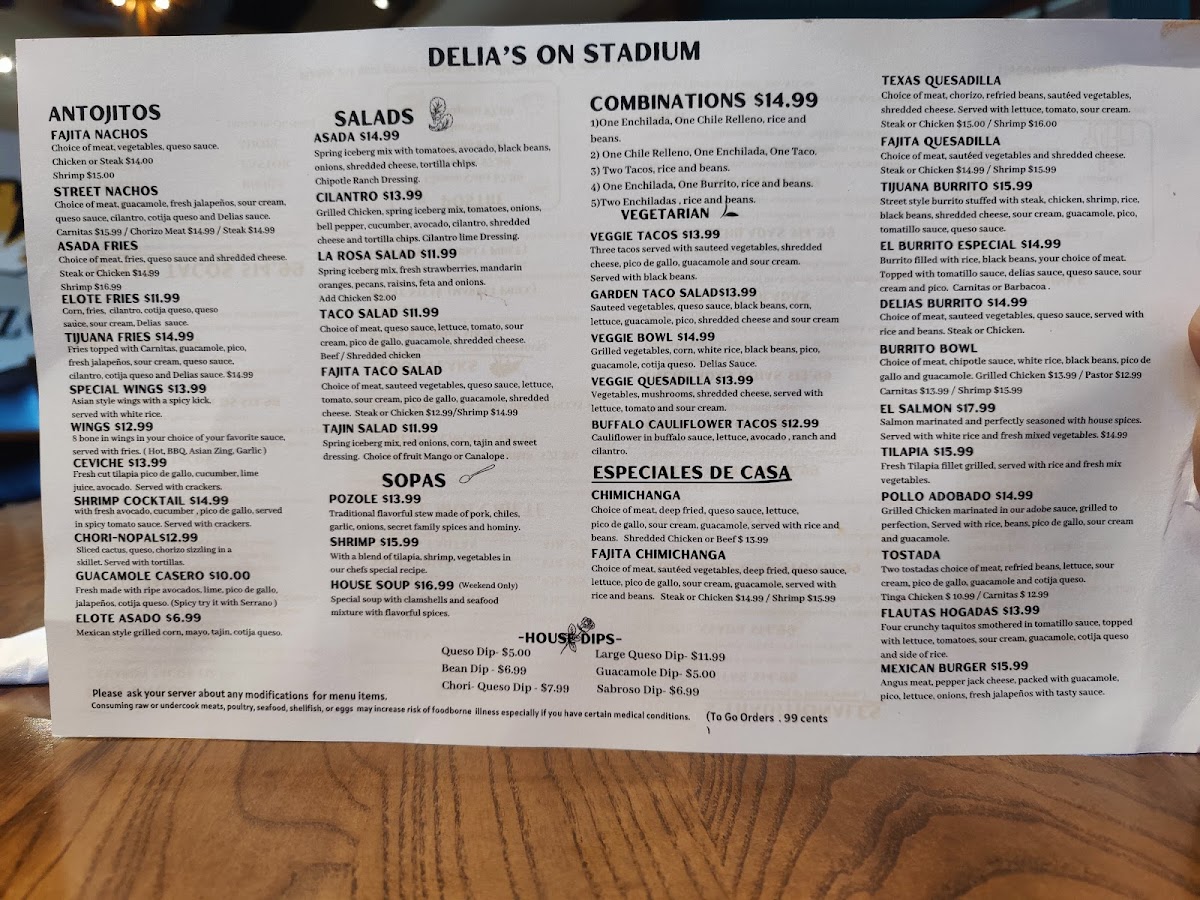 DELIA'S ON STADIUM
ANTOJITOS
FAJITA NACHOS
Choice of meat, vegetables, queso sauce.
Chicken or Steak $14.00
Shrimp $15.00
STREET NACHOS
Choice of meat, guacamole, fresh jalapeños, sour cream,
queso sauce, cilantro, cotija queso and Delias sauce.
Carnitas $15.99 / Chorizo Meat $14.99 / Steak $14.99
ASADA FRIES
Choice of meat, fries, queso sauce and shredded cheese.
Steak or Chicken $14.99
Shrimp $16.99
ELOTE FRIES $11.99
Corn, fries, cilantro, cotija queso, queso
sauce, sour cream, Delias sauce.
TIJUANA FRIES $14.99
Fries topped with Carnitas, guacamole, pico,
fresh jalapeños, sour cream, queso sauce,
cilantro, cotija queso and Delias sauce. $14.99
SPECIAL WINGS $13.99
Asian style wings with a spicy kick,
served with white rice.
WINGS $12.99
8 bone in wings in your choice of your favorite sauce,
served with fries. ( Hot, BBQ, Asian Zing, Garlic )
CEVICHE $13.99
Fresh cut tilapia pico de gallo, cucumber, lime
juice, avocado. Served with crackers.
SHRIMP COCKTAIL $14.99
with fresh avocado, cucumber , pico de gallo, served
in spicy tomato sauce. Served with crackers.
CHORI-NOPAL$12.99
Sliced cactus, queso, chorizo sizzling in a
skillet. Served with tortillas.
GUACAMOLE CASERO $10.00
Fresh made with ripe avocados, lime, pico de gallo,
jalapeños, cotija queso. (Spicy try it with Serrano )
ELOTE ASADO $6.99
Mexican style grilled corn, mayo, tajin, cotija queso.
SALADS
ASADA $14.99
Spring iceberg mix with tomatoes, avocado, black beans,
onions, shredded cheese, tortilla chips.
Chipotle Ranch Dressing.
CILANTRO $13.99
Grilled Chicken, spring iceberg mix, tomatoes, onions,
bell pepper, cucumber, avocado, cilantro, shredded
cheese and tortilla chips. Cilantro lime Dressing.
LA ROSA SALAD $11.99
Spring iceberg mix, fresh strawberries, mandarin
oranges, pecans, raisins, feta and onions.
Add Chicken $2.00
TACO SALAD $11.99
Choice of meat, queso sauce, lettuce, tomato, sour
cream, pico de gallo, guacamole, shredded cheese.
Beef / Shredded chicken
FAJITA TACO SALAD
Choice of meat, sauteed vegetables, queso sauce, lettuce,
tomato, sour cream, pico de gallo, guacamole, shredded
cheese. Steak or Chicken $12.99/Shrimp $14.99
TAJIN SALAD $11.99
Spring iceberg mix, red onions, corn, tajin and sweet
dressing. Choice of fruit Mango or Canalope .
SOPAS
POZOLE $13.99
Traditional flavorful stew made of pork, chiles,
garlic, onions, secret family spices and hominy.
SHRIMP $15.99
With a blend of tilapia, shrimp, vegetables in
our chefs special recipe.
HOUSE SOUP $16.99 (Weekend Only)
Special soup with clamshells and seafood
mixture with flavorful spices.
COMBINATIONS $14.99
1)One Enchilada, One Chile Relleno, rice and
beans.
2) One Chile Relleno, One Enchilada, One Taco.
3) Two Tacos, rice and beans.
4) One Enchilada, One Burrito, rice and beans.
5)Two Enchiladas , rice and beans.
VEGETARIAN
VEGGIE TACOS $13.99
Three tacos served with sauteed vegetables, shredded
cheese, pico de gallo, guacamole and sour cream.
Served with black beans.
GARDEN TACO SALAD$13.99
Sauteed vegetables, queso sauce, black beans, corn,
lettuce, guacamole, pico, shredded cheese and sour cream
VEGGIE BOWL $14.99
Grilled vegetables, corn, white rice, black beans, pico,
guacamole, cotija queso. Delias Sauce.
VEGGIE QUESADILLA $13.99
Vegetables, mushrooms, shredded cheese, served with
lettuce, tomato and sour cream.
BUFFALO CAULIFLOWER TACOS $12.99
Cauliflower in buffalo sauce, lettuce, avocado , ranch and
cilantro.
ESPECIALES DE CASA
CHIMICHANGA
Choice of meat, deep fried, queso sauce, lettuce,
pico de gallo, sour cream, guacamole, served with rice and
beans. Shredded Chicken or Beef $ 13.99
FAJITA CHIMICHANGA
Choice of meat, sautéed vegetables, deep fried, queso sauce,
lettuce, pico de gallo, sour cream, guacamole, served with
rice and beans. Steak or Chicken $14.99 / Shrimp $15.99
TEXAS QUESADILLA
Choice of meat, chorizo, refried beans, sautéed vegetables,
shredded cheese. Served with lettuce, tomato, sour cream.
Steak or Chicken $15.00 / Shrimp $16.00
FAJITA QUESADILLA
Choice of meat, sautéed vegetables and shredded cheese.
Steak or Chicken $14.99 / Shrimp $15.99
TIJUANA BURRITO $15.99
Street style burrito stuffed with steak, chicken, shrimp, rice,
black beans, shredded cheese, sour cream, guacamole, pico,
tomatillo sauce, queso sauce.
EL BURRITO ESPECIAL $14.99
Burrito filled with rice, black beans, your choice of meat.
Topped with tomatillo sauce, delias sauce, queso sauce, sour
cream and pico. Carnitas or Barbacoa .
DELIAS BURRITO $14.99
Choice of meat, sauteed vegetables, queso sauce, served with
rice and beans. Steak or Chicken.
BURRITO BOWL
Choice of meat, chipotle sauce, white rice, black beans, pico de
gallo and guacamole. Grilled Chicken $13.99 / Pastor $12.99
Carnitas $13.99 / Shrimp $15.99
EL SALMON $17.99
Salmon marinated and perfectly seasoned with house spices.
Served with white rice and fresh mixed vegetables. $14.99
TILAPIA $15.99
Fresh Tilapia fillet grilled, served with rice and fresh mix
vegetables.
POLLO ADOBADO $14.99
Grilled Chicken marinated in our adobe sauce, grilled to
perfection, Served with rice, beans, pico de gallo, sour cream
and guacamole.
TOSTADA
Two tostadas choice of meat, refried beans, lettuce, sour
cream, pico de gallo, guacamole and cotija queso.
Tinga Chicken $ 10.99 / Carnitas $ 12.99
FLAUTAS HOGADAS $13.99
Four crunchy taquitos smothered in tomatillo sauce, topped
with lettuce, tomatoes, sour cream, guacamole, cotija queso
and side of rice.
MEXICAN BURGER $15.99
Angus meat, pepper jack cheese, packed with guacamole,
pico, lettuce, onions, fresh jalapeños with tasty sauce.
-HOUSE DIPS-
Queso Dip- $5.00
Bean Dip - $6.99
Chori- Queso Dip - $7.99
Large Queso Dip- $11.99
Guacamole Dip- $5.00
Sabroso Dip- $6.99
Please ask your server about any modifications for menu items.
Consuming raw or undercook meats, poultry, seafood, shellfish, or eggs may increase risk of foodborne illness especially if you have certain medical conditions.
(To Go Orders . 99 cents
)